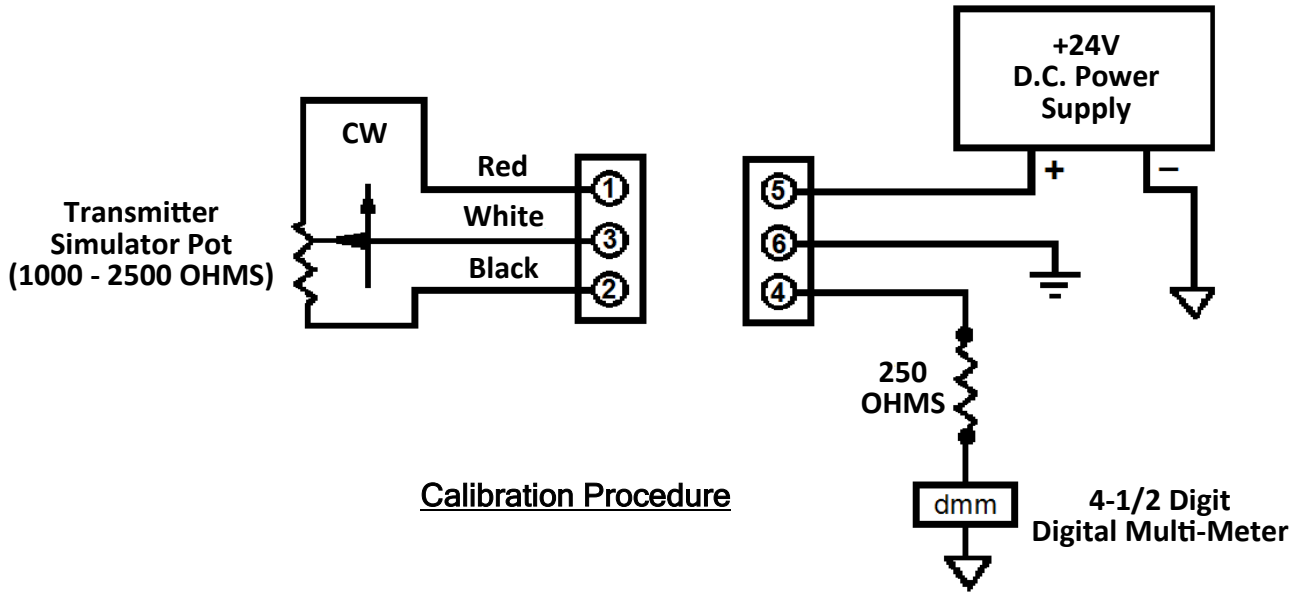 +24V
D.C. Power
Supply
+
−
CW
Red
White
Black
1
3
2
5
6
4
Transmitter
Simulator Pot
(1000 - 2500 OHMS)
250
OHMS
Calibration Procedure
dmm
4-1/2 Digit
Digital Multi-Meter